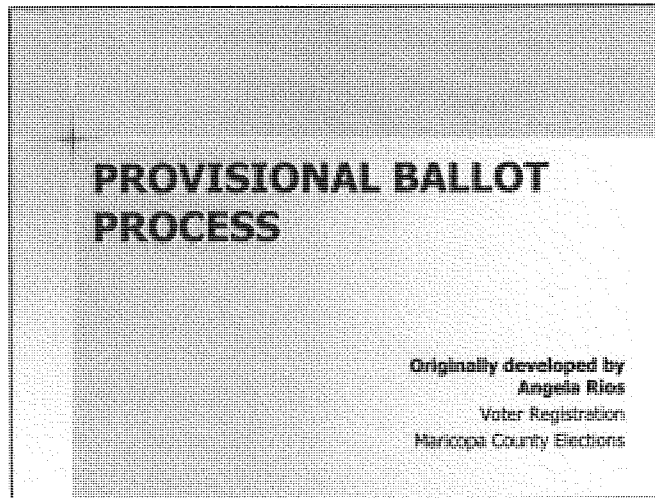 PROVISIONAL BALLOT
PROCESS
Originally developed by
Angela Rios
Voter Registration
Maricopa County Elections